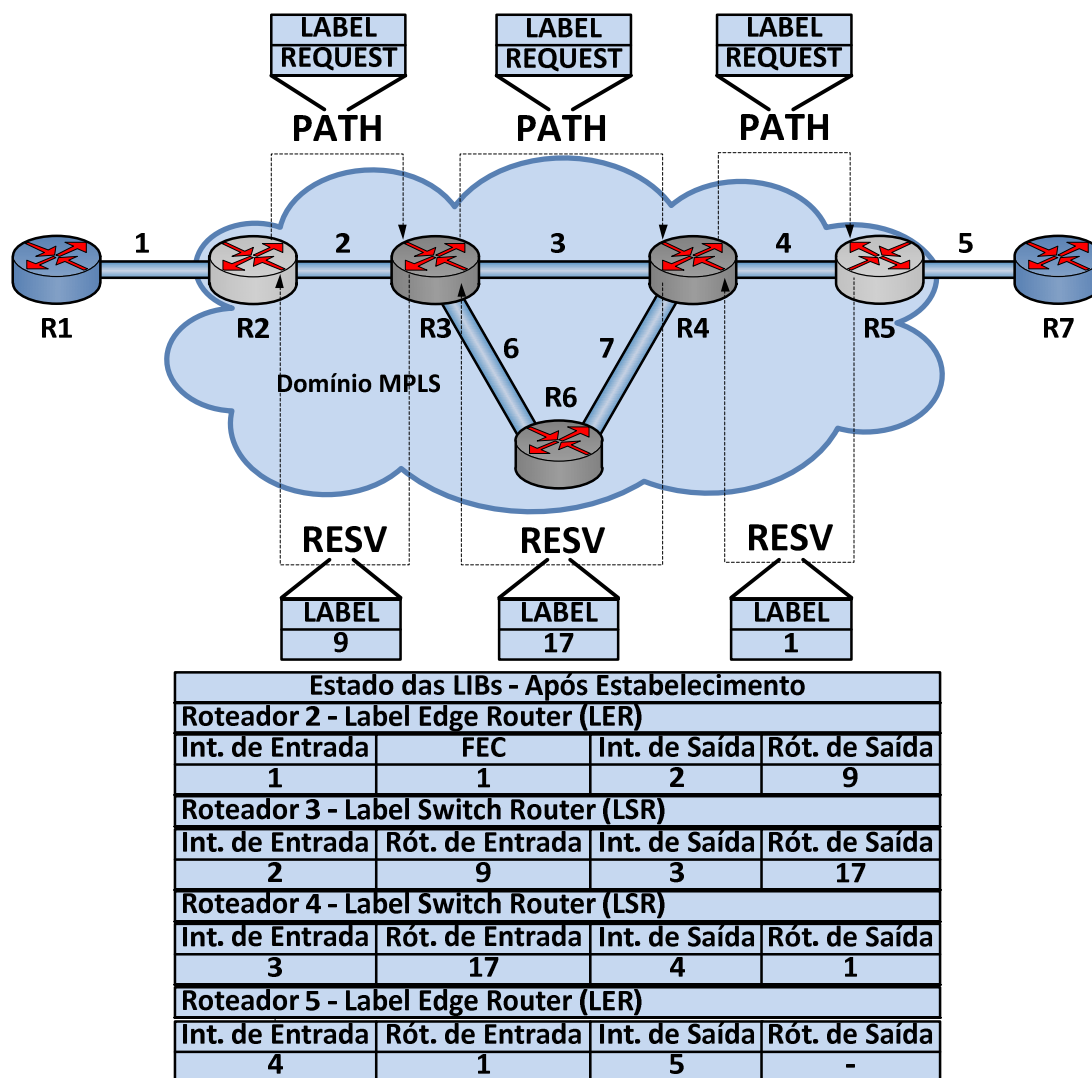 LABEL LABEL LABEL
REQUEST REQUEST REQUEST
PATH PATH PATH
1 2 3 4 5
R1 R2 R3 R4 R5 R7
6 7
Domínio MPLS R6
RESV RESV RESV
LABEL LABEL LABEL
9 17 1
Estado das LIBs - Após Estabelecimento
Roteador 2 - Label Edge Router (LER)
Int. de Entrada FEC Int. de Saída Rót. de Saída
1 1 2 9
Roteador 3 - Label Switch Router (LSR)
Int. de Entrada Rót. de Entrada Int. de Saída Rót. de Saída
2 9 3 17
Roteador 4 - Label Switch Router (LSR)
Int. de Entrada Rót. de Entrada Int. de Saída Rót. de Saída
3 17 4 1
Roteador 5 - Label Edge Router (LER)
Int. de Entrada Rót. de Entrada Int. de Saída Rót. de Saída
4 1 5 -